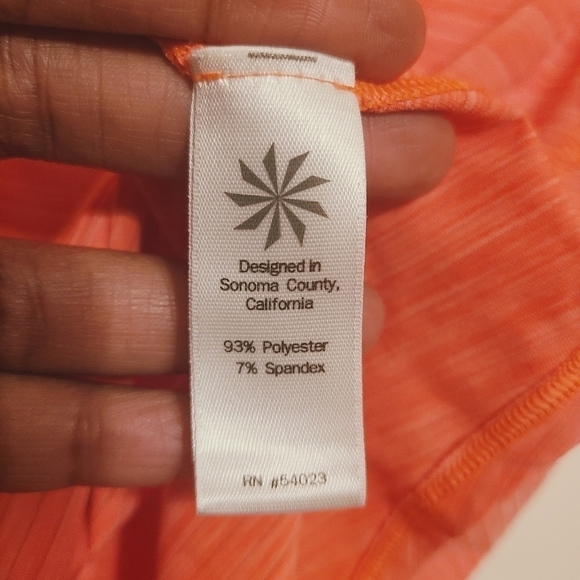 Designed in
Sonoma County,
California
93% Polyester
7% Spandex
RN #54023